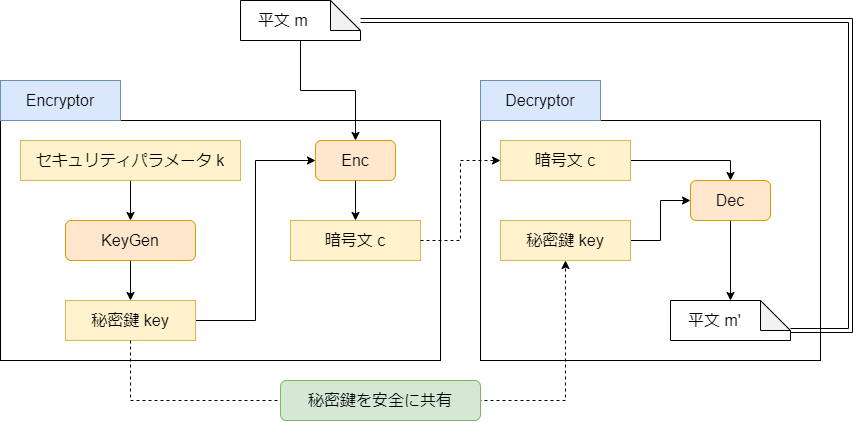 平文 m
Encryptor
セキュリティパラメータ k
KeyGen
秘密鍵 key
Enc
暗号文 c
Decryptor
暗号文 c
秘密鍵 key
Dec
平文 m'
秘密鍵を安全に共有